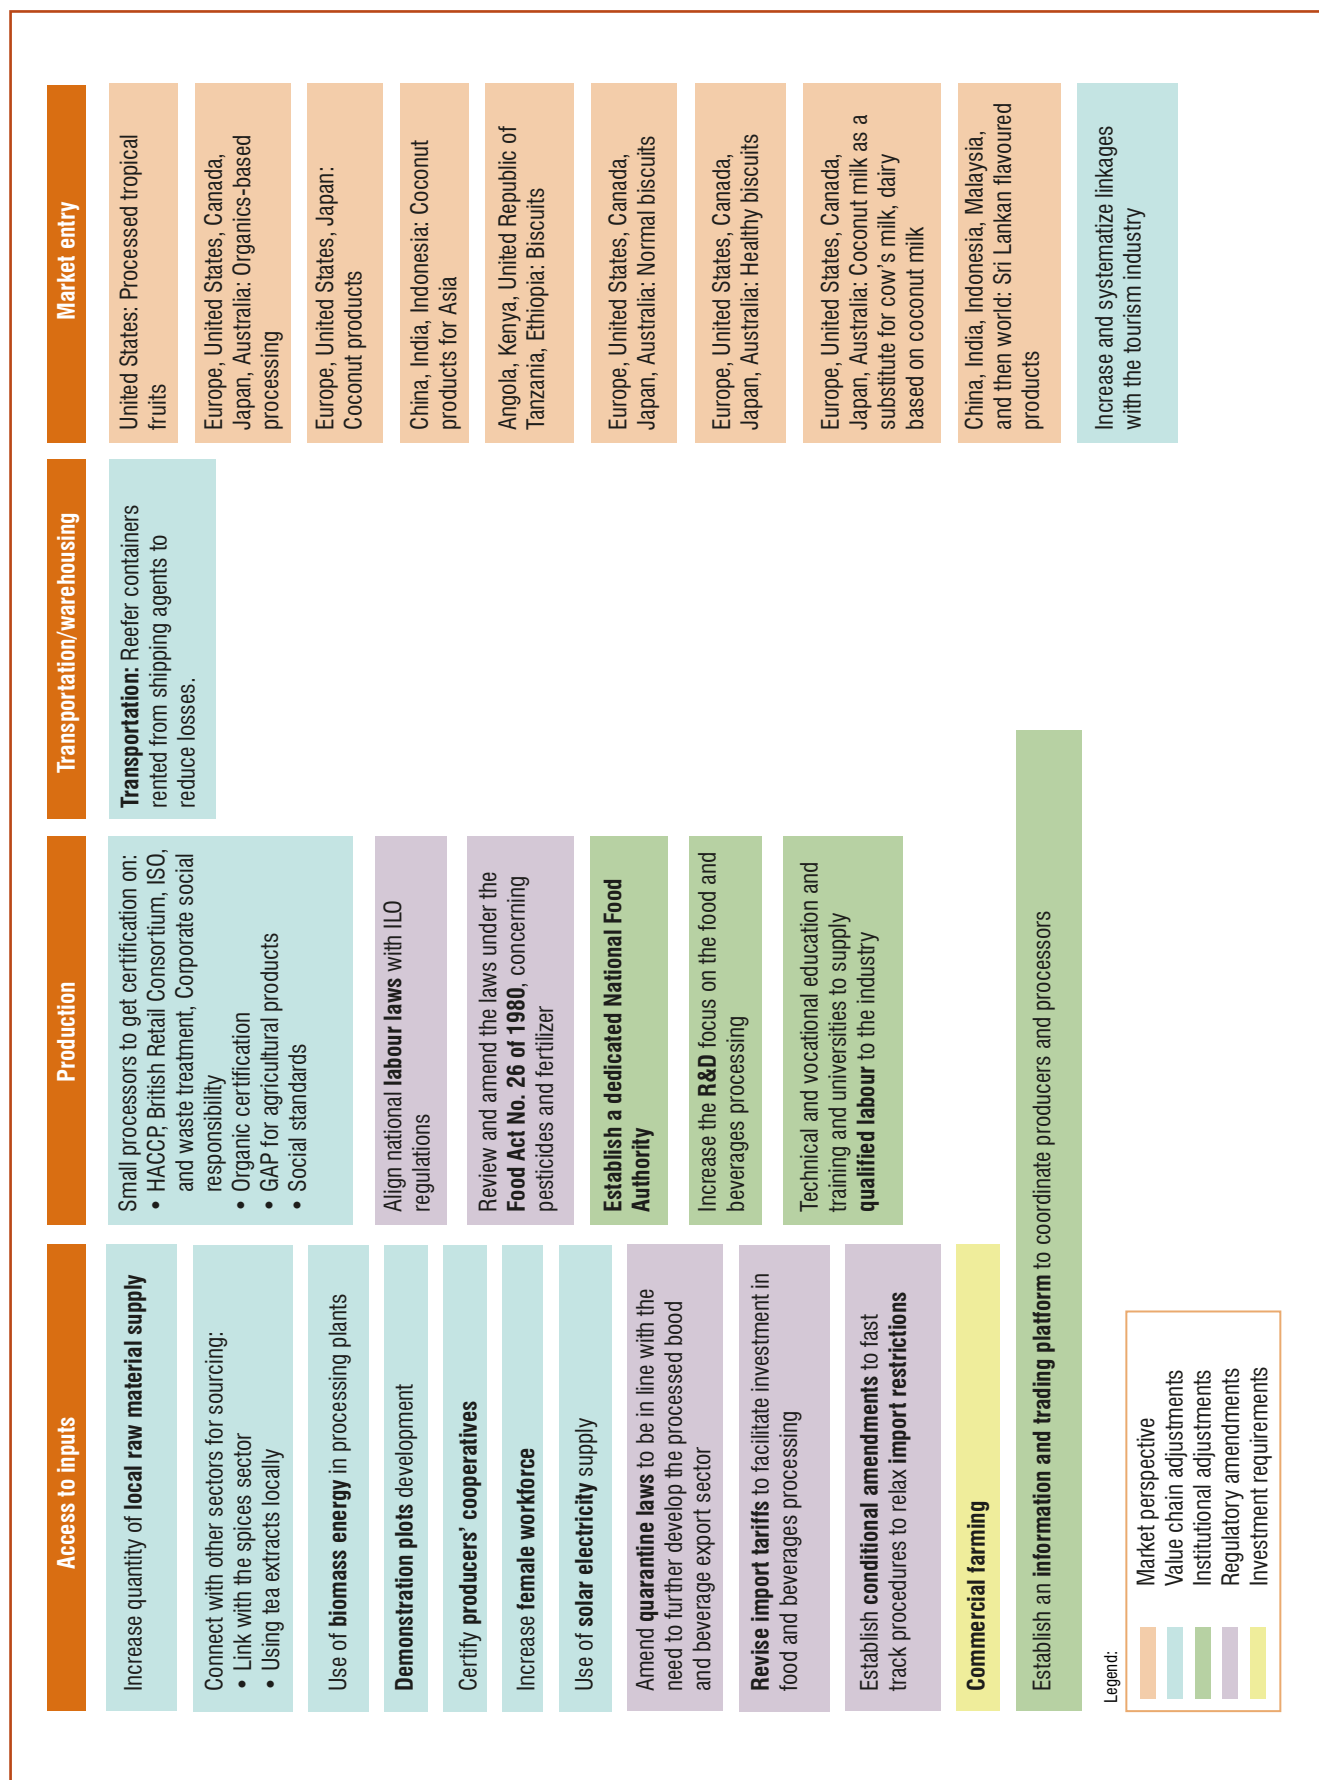 Access to inputs
Increase quantity of local raw material supply
Connect with other sectors for sourcing:
• Link with the spices sector
• Using tea extracts locally
Use of biomass energy in processing plants
Demonstration plots development
Certify producers’ cooperatives
Increase female workforce
Use of solar electricity supply
Amend quarantine laws to be in line with the
need to further develop the processed bood
and beverage export sector
Revise import tariffs to facilitate investment in
food and beverages processing
Establish conditional amendments to fast
track procedures to relax import restrictions
Commercial farming
Establish an information and trading platform to coordinate producers and processors
Production
Small processors to get certification on:
• HACCP, British Retail Consortium, ISO,
and waste treatment, Corporate social
responsibility
• Organic certification
• GAP for agricultural products
• Social standards
Align national labour laws with ILO
regulations
Review and amend the laws under the
Food Act No. 26 of 1980, concerning
pesticides and fertilizer
Establish a dedicated National Food
Authority
Increase the R&D focus on the food and
beverages processing
Technical and vocational education and
training and universities to supply
qualified labour to the industry
Transportation/warehousing
Transportation: Reefer containers
rented from shipping agents to
reduce losses.
Market entry
United States: Processed tropical
fruits
Europe, United States, Canada,
Japan, Australia: Organics-based
processing
Europe, United States, Japan:
Coconut products
China, India, Indonesia: Coconut
products for Asia
Angola, Kenya, United Republic of
Tanzania, Ethiopia: Biscuits
Europe, United States, Canada,
Japan, Australia: Normal biscuits
Europe, United States, Canada,
Japan, Australia: Healthy biscuits
Europe, United States, Canada,
Japan, Australia: Coconut milk as a
substitute for cow’s milk, dairy
based on coconut milk
China, India, Indonesia, Malaysia,
and then world: Sri Lankan flavoured
products
Increase and systematize linkages
with the tourism industry
Legend:
Market perspective
Value chain adjustments
Institutional adjustments
Regulatory amendments
Investment requirements